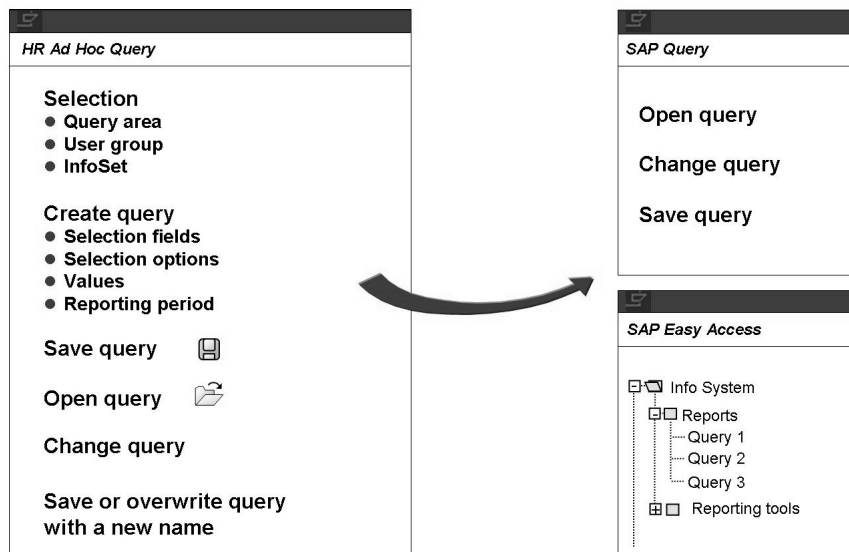 HR Ad Hoc Query
Selection
Query area
User group
InfoSet
Create query
Selection fields
Selection options
Values
Reporting period
Save query
Open query
Change query
Save or overwrite query
with a new name
SAP Query
Open query
Change query
Save query
SAP Easy Access
Info System
Reports
Query 1
Query 2
Query 3
Reporting tools